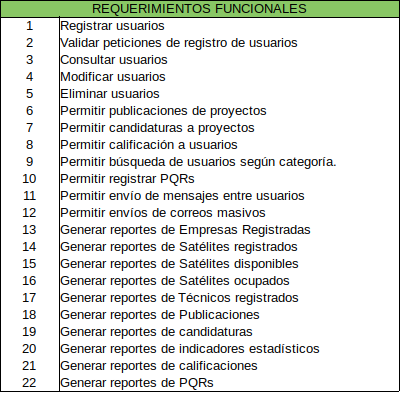 REQUERIMIENTOS FUNCIONALES
1 Registrar usuarios
2 Validar peticiones de registro de usuarios
3 Consultar usuarios
4 Modificar usuarios
5 Eliminar usuarios
6 Permitir publicaciones de proyectos
7 Permitir candidaturas a proyectos
8 Permitir calificación a usuarios
9 Permitir búsqueda de usuarios según categoría.
10 Permitir registrar PQRs
11 Permitir envío de mensajes entre usuarios
12 Permitir envíos de correos masivos
13 Generar reportes de Empresas Registradas
14 Generar reportes de Satélites registrados
15 Generar reportes de Satélites disponibles
16 Generar reportes de Satélites ocupados
17 Generar reportes de Técnicos registrados
18 Generar reportes de Publicaciones
19 Generar reportes de candidaturas
20 Generar reportes de indicadores estadísticos
21 Generar reportes de calificaciones
22 Generar reportes de PQRs